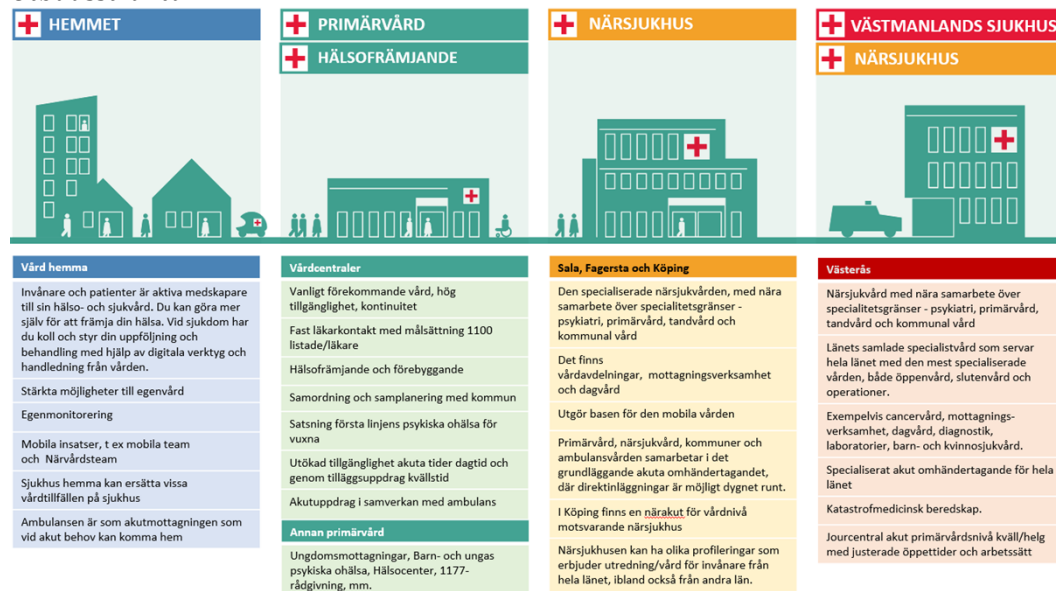 HEMMET
Vård hemma
Invånare och patienter är aktiva medskapare
till sin hälso- och sjukvård. Du kan göra mer
själv för att främja din hälsa. Vid sjukdom har
du koll och styr din uppföljning och
behandling med hjälp av digitala verktyg och
handledning från vården.
Stärkta möjligheter till egenvård
Egenmonitorering
Mobila insatser, t ex mobila team
och Närvårdsteam
Sjukhus hemma kan ersätta vissa
vårdtillfällen på sjukhus
Ambulansen är som akutmottagningen som
vid akut behov kan komma hem
PRIMÄRVÅRD
HÄLSOFRÄMJANDE
Vårdcentraler
Vanligt förekommande vård, hög
tillgänglighet, kontinuitet
Fast läkarkontakt med målsättning 1100
listade/läkare
Hälsofrämjande och förebyggande
Samordning och samplanering med kommun
Satsning första linjens psykiska ohälsa för
vuxna
Utökad tillgänglighet akuta tider dagtid och
genom tilläggsuppdrag kvällstid
Akutuppdrag i samverkan med ambulans
Annan primärvård
Ungdomsmottagningar, Barn- och ungas
psykiska ohälsa, Hälsocenter, 1177-
rådgivning, mm.
NÄRSJUKHUS
Sala, Fagersta och Köping
Den specialiserade närsjukvården, med nära
samarbete över specialitetsgränser -
psykiatri, primärvård, tandvård och
kommunal vård
Det finns
vårdavdelningar, mottagningsverksamhet
och dagvård
Utgör basen för den mobila vården
Primärvård, närsjukvård, kommuner och
ambulansvården samarbetar i det
grundläggande akuta omhändertagandet,
där direktinläggningar är möjligt dygnet runt.
I Köping finns en närakut för vårdnivå
motsvarande närsjukhus
Närsjukhusen kan ha olika profileringar som
erbjuder utredning/vård för invånare från
hela länet, ibland också från andra län.
VÄSTMANLANDS SJUKHUS
NÄRSJUKHUS
Västerås
Närsjukvård med nära samarbete över
specialitetsgränser - psykiatri, primärvård,
tandvård och kommunal vård
Länets samlade specialistvård som servar
hela länet med den mest specialiserade
vården, både öppenvård, slutenvård och
operationer.
Exempelvis cancervård, mottagnings-
verksamhet, dagvård, diagnostik,
laboratorier, barn- och kvinnosjukvård.
Specialiserat akut omhändertagande för hela
länet
Katastrofmedicinsk beredskap.
Jourcentral akut primärvårdsnivå kväll/helg
med justerade öppettider och arbetssätt